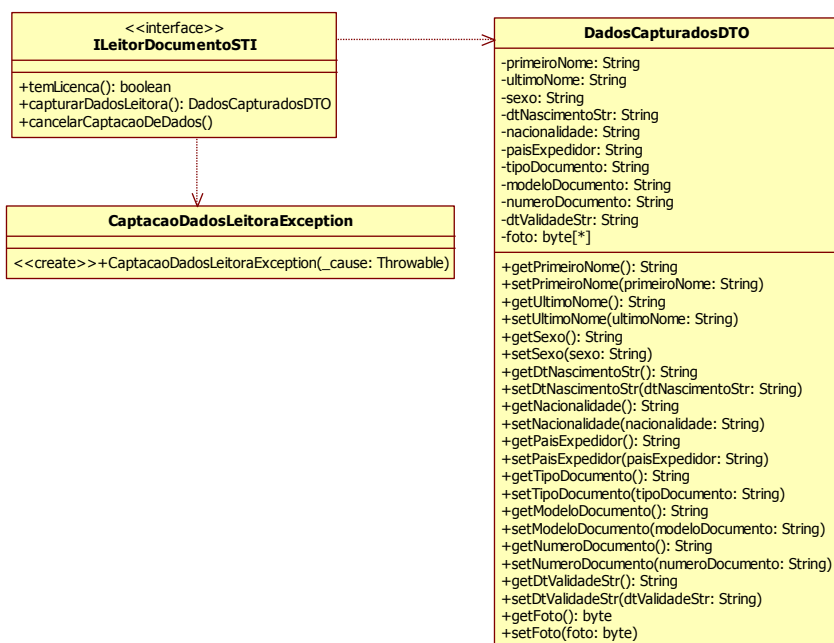 <<interface>>
ILeitorDocumentoSTI
+temLicenca(): boolean
+capturarDadosLeitora(): DadosCapturadosDTO
+cancelarCaptacaoDeDados()
CaptacaoDadosLeitoraException
<<create>>+CaptacaoDadosLeitoraException(_cause: Throwable)
DadosCapturadosDTO
-primeiroNome: String
-ultimoNome: String
-sexo: String
-dtNascimentoStr: String
-nacionalidade: String
-paisExpedidor: String
-tipoDocumento: String
-modeloDocumento: String
-numeroDocumento: String
-dtValidadeStr: String
-foto: byte[*]
+getPrimeiroNome(): String
+setPrimeiroNome(primeiroNome: String)
+getUltimoNome(): String
+setUltimoNome(ultimoNome: String)
+getSexo(): String
+setSexo(sexo: String)
+getDtNascimentoStr(): String
+setDtNascimentoStr(dtNascimentoStr: String)
+getNacionalidade(): String
+setNacionalidade(nacionalidade: String)
+getPaisExpedidor(): String
+setPaisExpedidor(paisExpedidor: String)
+getTipoDocumento(): String
+setTipoDocumento(tipoDocumento: String)
+getModeloDocumento(): String
+setModeloDocumento(modeloDocumento: String)
+getNumeroDocumento(): String
+setNumeroDocumento(numeroDocumento: String)
+getDtValidadeStr(): String
+setDtValidadeStr(dtValidadeStr: String)
+getFoto(): byte
+setFoto(foto: byte)